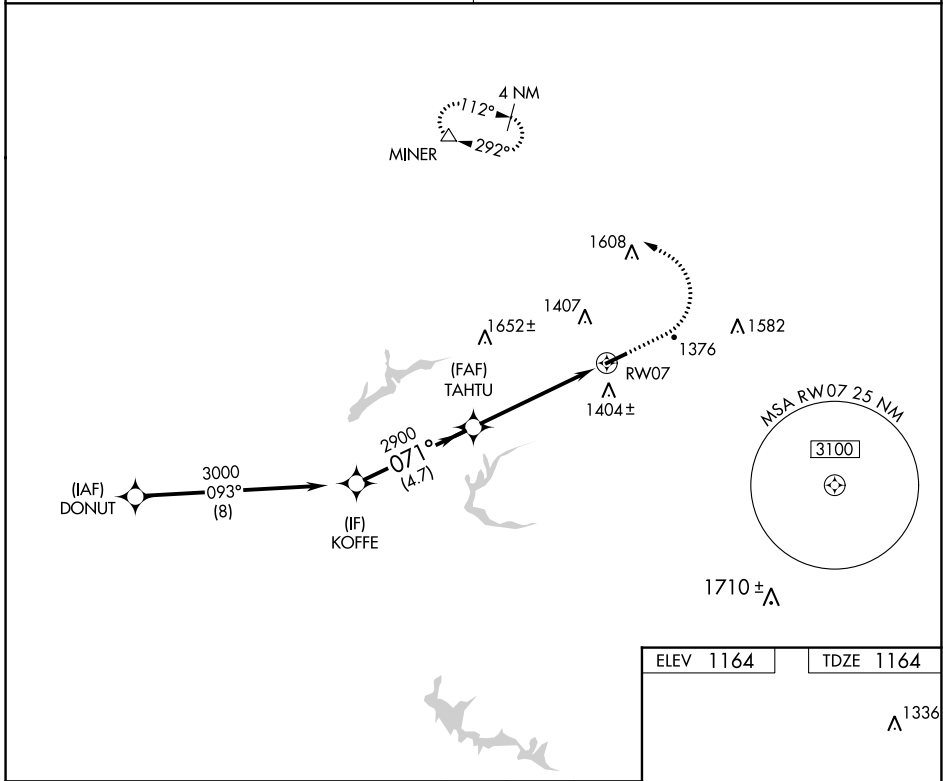 4 NM
112°
292°
MINER
1608
1407
1652±
1582
1376
(FAF)
TAHTU
RW07
1404±
MSA RW07 25 NM
3100
2900
071°
(4.7)
3000
093°
(8)
(IAF)
DONUT
(IF)
KOFFE
1710 ±
ELEV 1164
TDZE 1164
1336